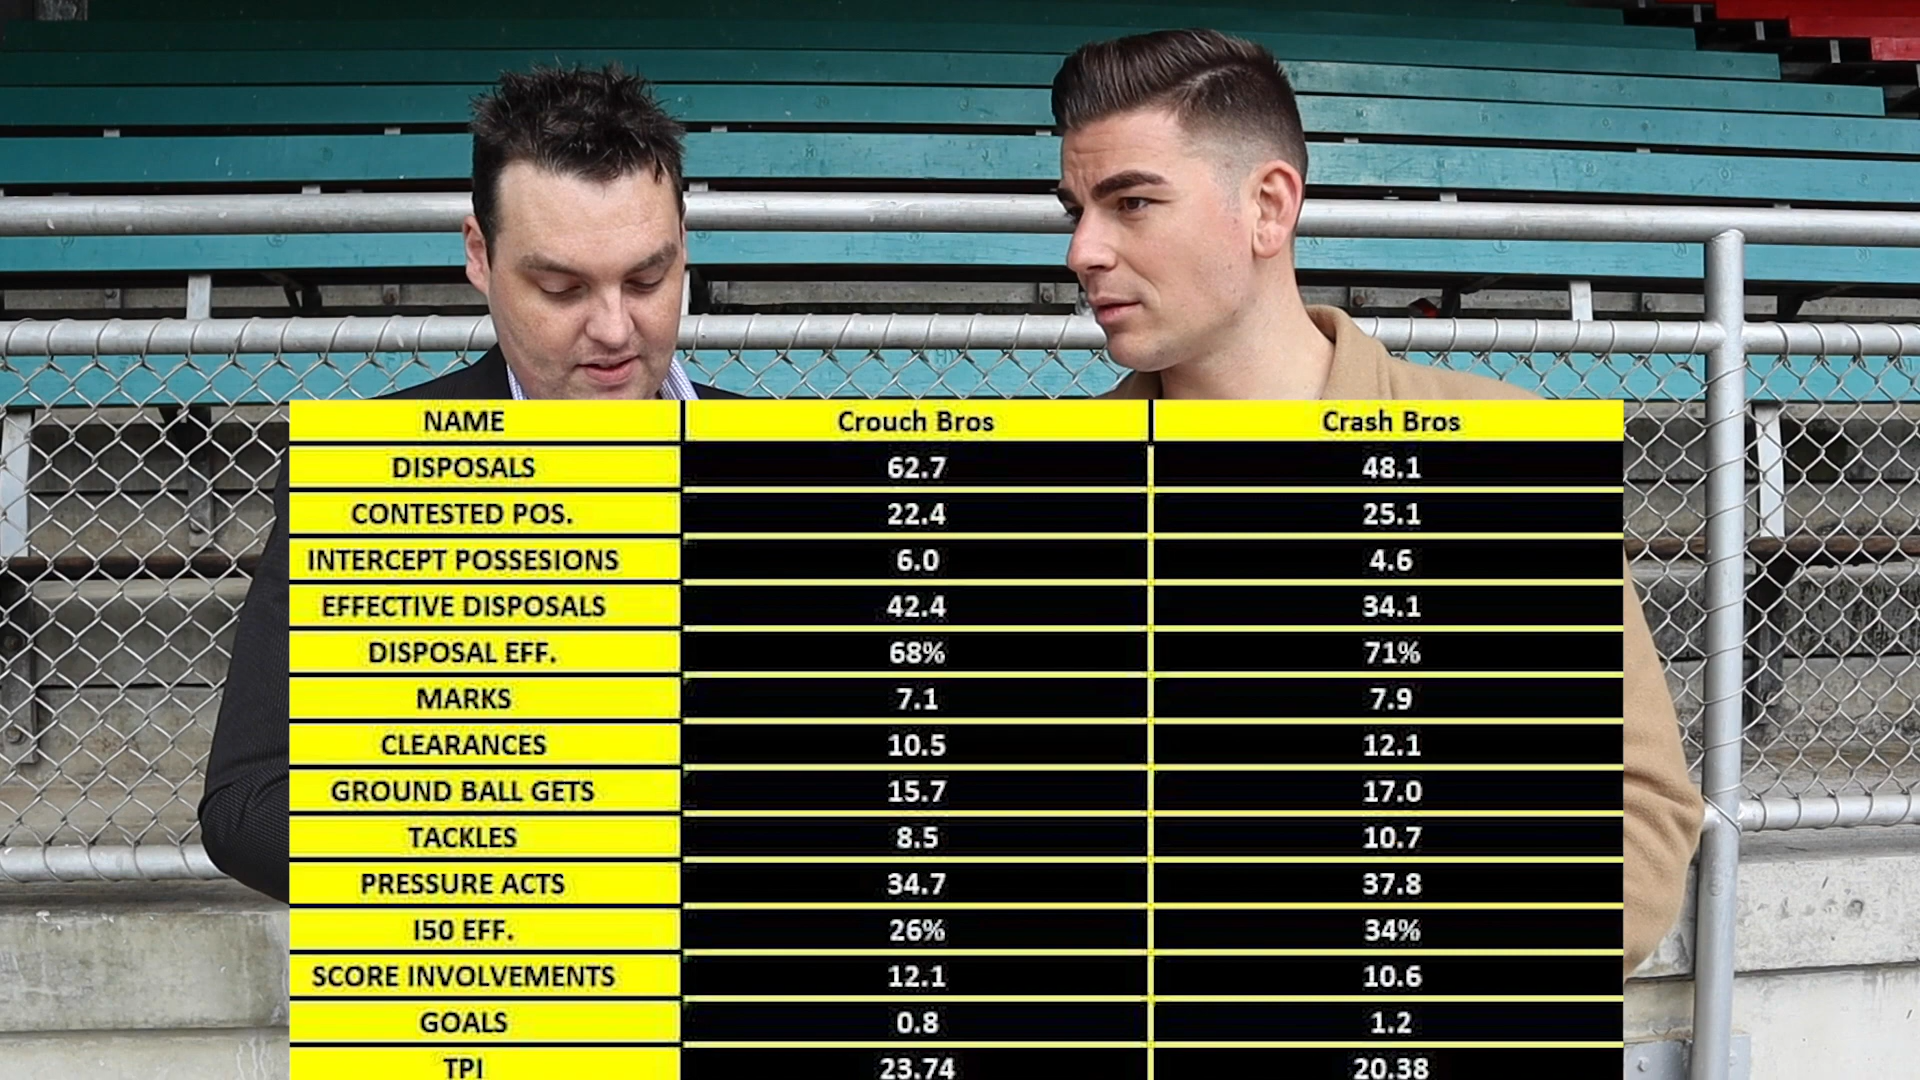 NAME Crouch Bros Crash Bros
DISPOSALS 62.7 48.1
CONTESTED POS. 22.4 25.1
INTERCEPT POSSESIONS 6.0 4.6
EFFECTIVE DISPOSALS 42.4 34.1
DISPOSAL EFF. 68% 71%
MARKS 7.1 7.9
CLEARANCES 10.5 12.1
GROUND BALL GETS 15.7 17.0
TACKLES 8.5 10.7
PRESSURE ACTS 34.7 37.8
I50 EFF. 26% 34%
SCORE INVOLVEMENTS 12.1 10.6
GOALS 0.8 1.2
TPI 23.74 20.38